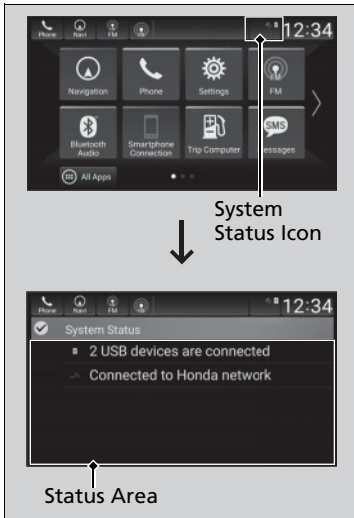 Phone Navi FM 12:34
Navigation Phone Settings FM
SMS
Bluetooth Audio Smartphone Connection Trip Computer Messages
All Apps
System
Status Icon
Phone Navi FM 12:34
System Status
2 USB devices are connected
Connected to Honda network
Status Area